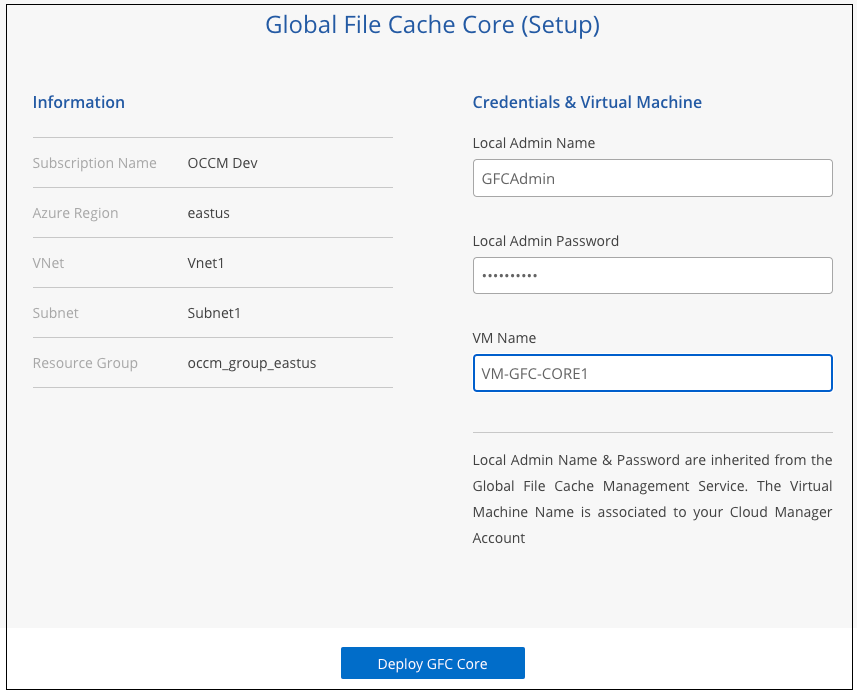 Global File Cache Core (Setup)
Information
Subscription Name OCCM Dev
Azure Region eastus
VNet Vnet1
Subnet Subnet1
Resource Group occm_group_eastus
Credentials & Virtual Machine
Local Admin Name
GFCAdmin
Local Admin Password
••••••••••
VM Name
VM-GFC-CORE1
Local Admin Name & Password are inherited from the
Global File Cache Management Service. The Virtual
Machine Name is associated to your Cloud Manager
Account
Deploy GFC Core